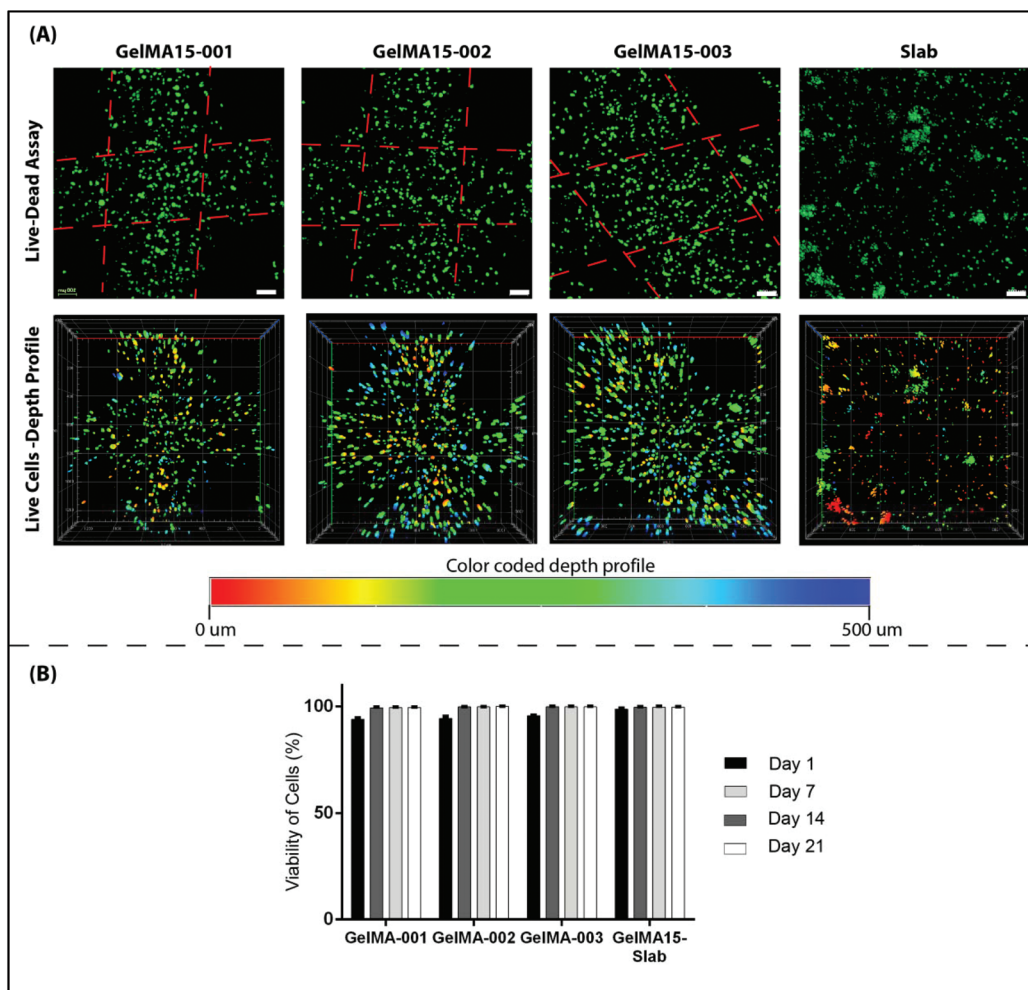 (A)
GelMA15-001
GelMA15-002
GelMA15-003
Slab
Live-Dead Assay
Live Cells -Depth Profile
Color coded depth profile
0 um
500 um
(B)
Viability of Cells (%)
100
50
0
GelMA-001
GelMA-002
GelMA-003
GelMA15-
Slab
Day 1
Day 7
Day 14
Day 21